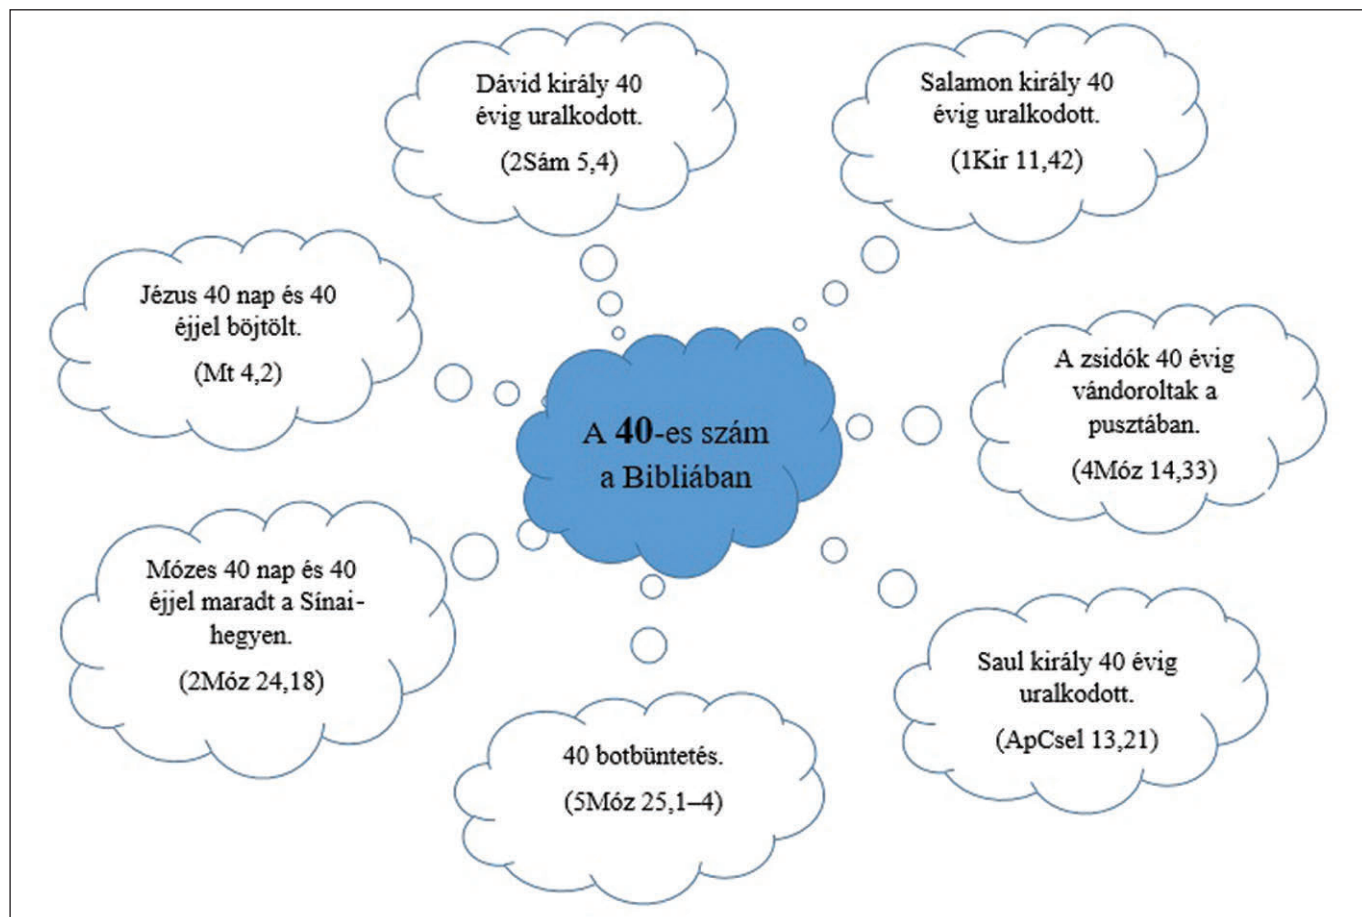 Dávid király 40
évig uralkodott.
(2Sám 5,4)
Salamon király 40
évig uralkodott.
(1Kir 11,42)
Jézus 40 nap és 40
éjjel böjtölt.
(Mt 4,2)
A zsidók 40 évig
vándoroltak a
pusztában.
(4Móz 14,33)
A 40-es szám
a Bibliában
Mózes 40 nap és 40
éjjel maradt a Sínai-
hegyen.
(2Móz 24,18)
Saul király 40 évig
uralkodott.
(ApCsel 13,21)
40 botbüntetés.
(5Móz 25,1–4)